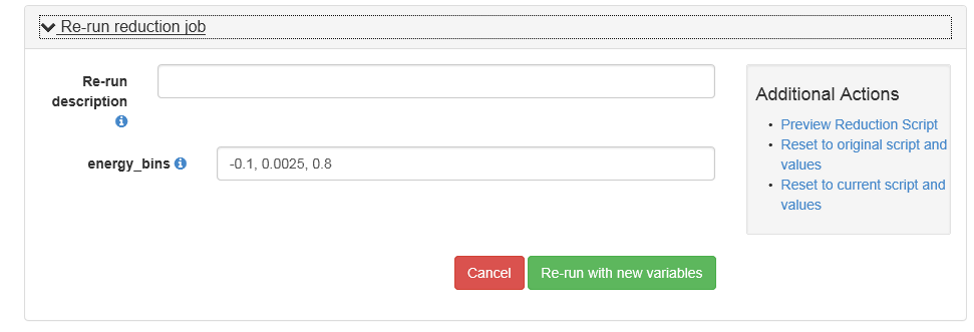 Re-run reduction job
Re-run
description
energy_bins
-0.1, 0.0025, 0.8
Cancel
Re-run with new variables
Additional Actions
• Preview Reduction Script
• Reset to original script and
values
• Reset to current script and
values